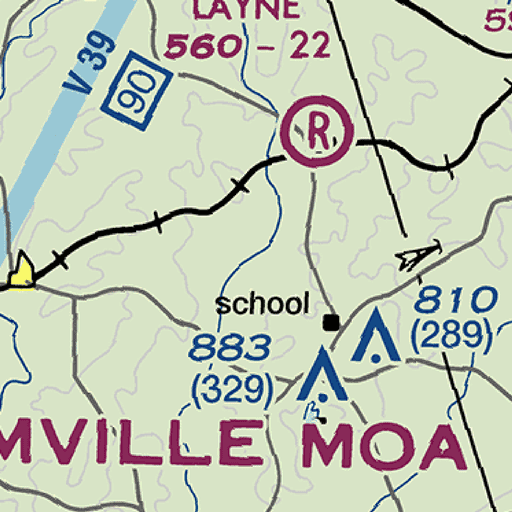 LAYNE
560 - 22
V 39
90
R
school
810
(289)
883
(329)
MVILLE MOA